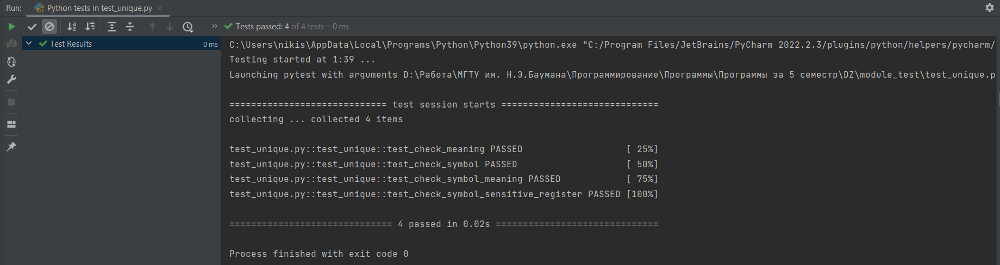 Run: Python tests in test_unique.py
Tests passed: 4 of 4 tests – 0 ms
Test Results 0 ms
C:\Users\nikis\AppData\Local\Programs\Python\Python39\python.exe "C:/Program Files/JetBrains/PyCharm 2022.2.3/plugins/python/helpers/pycharm/
Testing started at 1:39 ...
Launching pytest with arguments D:\Работа\МГТУ им. Н.Э.Баумана\Программирование\Программы\Программы за 5 семестр\DZ\module_test\test_unique.p
============================= test session starts =============================
collecting ... collected 4 items
test_unique.py::test_unique::test_check_meaning PASSED [ 25%]
test_unique.py::test_unique::test_check_symbol PASSED [ 50%]
test_unique.py::test_unique::test_check_symbol_meaning PASSED [ 75%]
test_unique.py::test_unique::test_check_symbol_sensitive_register PASSED [100%]
============================== 4 passed in 0.02s ==============================
Process finished with exit code 0